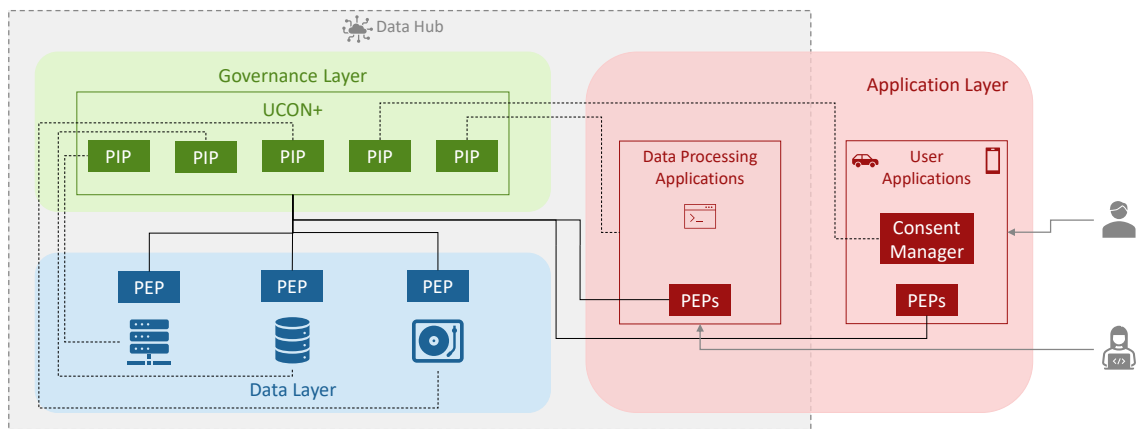 Data Hub
Governance Layer
UCON+
PIP
PIP
PIP
PIP
PIP
Application Layer
Data Processing
Applications
>_
User
Applications
Consent
Manager
PEP
PEP
PEP
PEPs
PEPs
</>
Data Layer